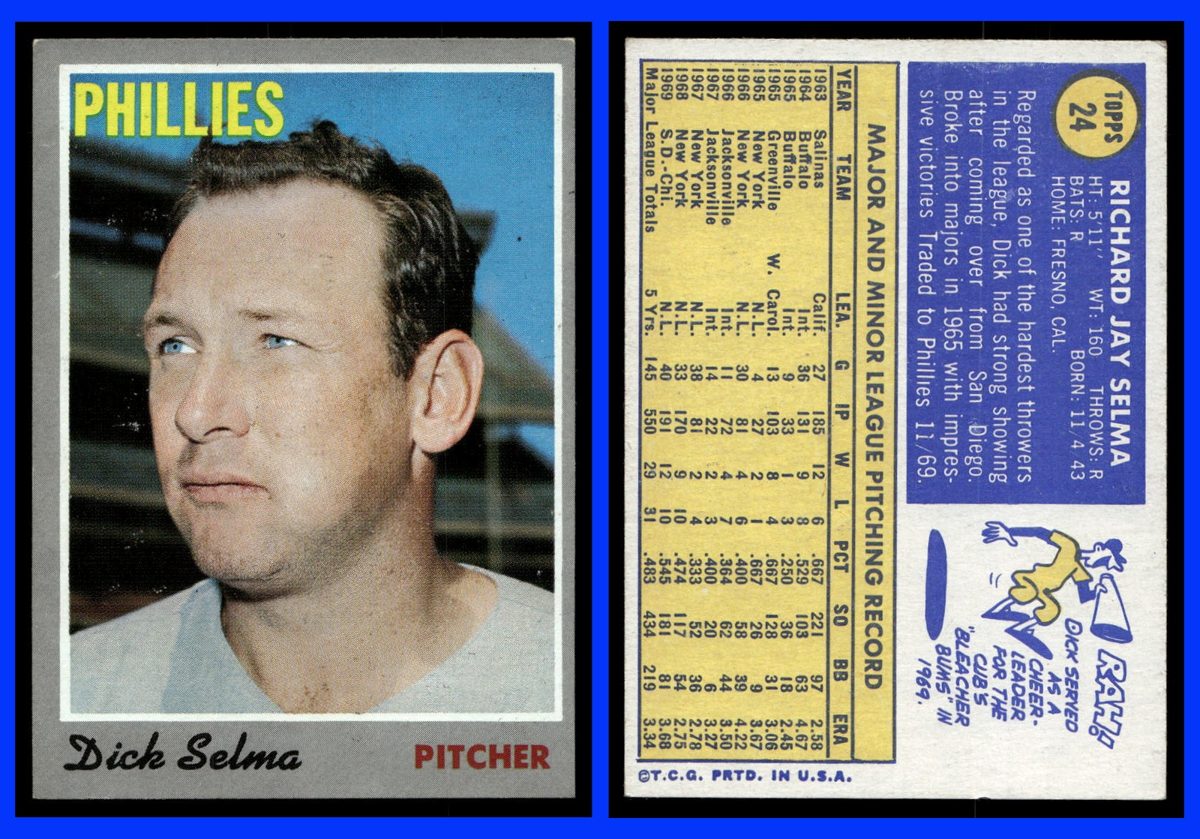 PHILLIES
Dick Selma
PITCHER
TOPPS
24
RICHARD JAY SELMA
HT: 5'11' WT: 160 THROWS: R
BATS: R BORN: 11/4/43
HOME: FRESNO, CAL.
Regarded as one of the hardest throwers
in the league, Dick had strong showing
after coming over from San Diego.
Broke into majors in 1965 with impres-
sive victories Traded to Phillies 11/69.
RAH!
DICK SERVED
AS A
CHEER-
LEADER
FOR THE
CUB'S
"BLEACHER
BUMS" IN
1969.
MAJOR AND MINOR LEAGUE PITCHING RECORD
YEAR TEAM LEA. G IP W L PCT SO BB ERA
1963 Salinas Calif. 27 185 12 6 .667 221 97 2.58
1964 Buffalo Int. 36 131 9 8 .529 103 63 4.67
1965 Buffalo Int. 9 33 1 3 .250 36 18 2.45
1965 Greenville W. Carol. 13 103 8 4 .667 128 31 3.06
1965 New York N.L. 4 27 2 1 .667 26 9 3.67
1966 New York N.L. 30 81 4 6 .400 58 39 4.22
1966 Jacksonville Int. 11 72 4 7 .364 62 44 3.50
1967 Jacksonville Int. 14 22 2 3 .400 20 6 3.27
1967 New York N.L. 38 81 2 4 .333 52 36 2.78
1968 New York N.L. 33 170 9 10 .474 117 54 2.75
1969 S.D.-Chi. N.L. 40 191 12 10 .545 181 81 3.68
Major League Totals 5 Yrs. 145 550 29 31 .483 434 219 3.34
©T.C.G. PRTD. IN U.S.A.